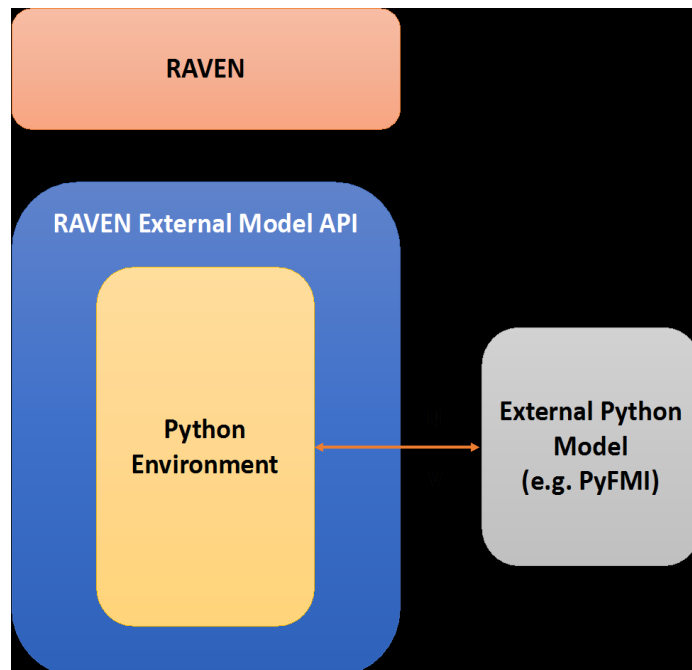 RAVEN
RAVEN External Model API
Python
Environment
External Python
Model
(e.g. PyFMI)